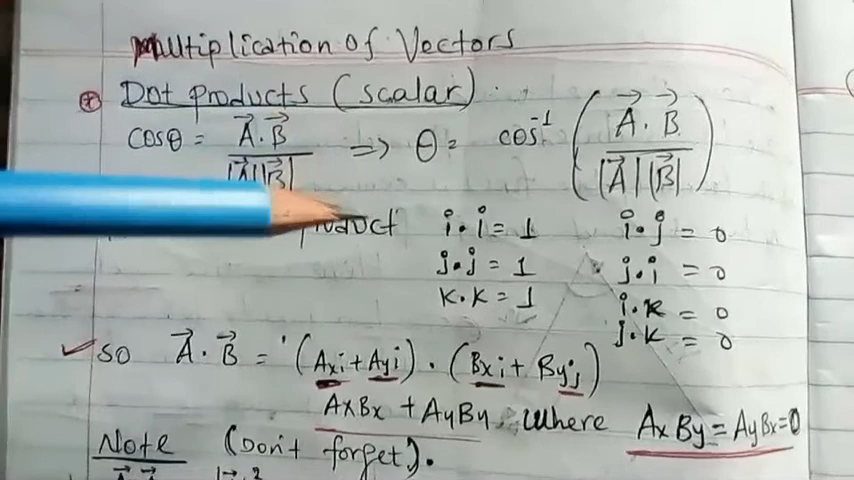 Multiplication of Vectors
* Dot products (scalar).
cosθ = A⃗.B⃗ / |A⃗||B⃗| => θ = cos⁻¹ (A⃗.B⃗ / |A⃗||B⃗|)
product i.i = 1 i.j = 0
j.j = 1 j.i = 0
k.k = 1 i.k = 0
j.k = 0
✓ so A⃗.B⃗ = (Axi + Ayi) . (Bxi + Byj)
AxBx + AyBy where AxBy = AyBx = 0
Note (Don't forget).